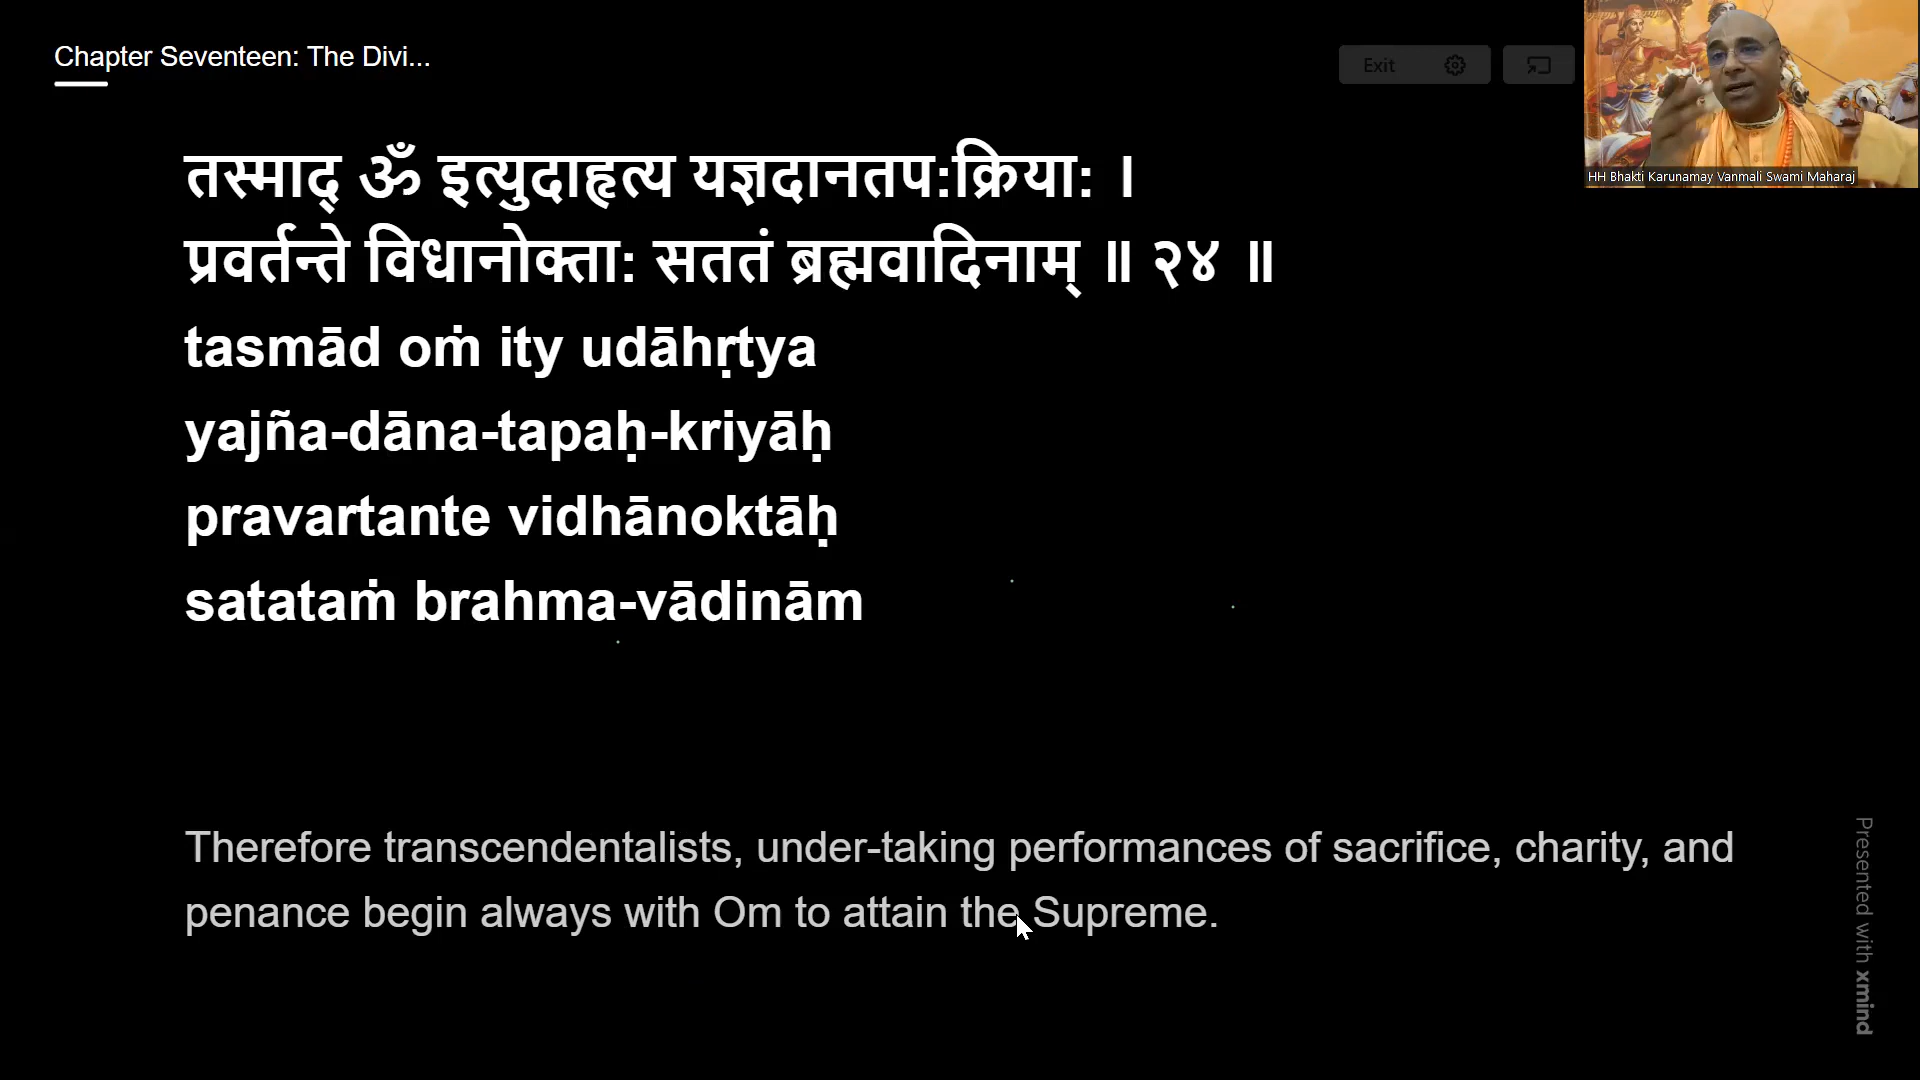 Chapter Seventeen: The Divi...
Exit
HH Bhakti Karunamay Vanmali Swami Maharaj
तस्माद् ॐ इत्युदाहृत्य यज्ञदानतप:क्रिया: ।
प्रवर्तन्ते विधानोक्ता: सततं ब्रह्मवादिनाम् ॥ २४ ॥
tasmād oṁ ity udāhṛtya
yajña-dāna-tapaḥ-kriyāḥ
pravartante vidhānoktāḥ
satataṁ brahma-vādinām
Therefore transcendentalists, under-taking performances of sacrifice, charity, and
penance begin always with Om to attain the Supreme.
Presented with xmind